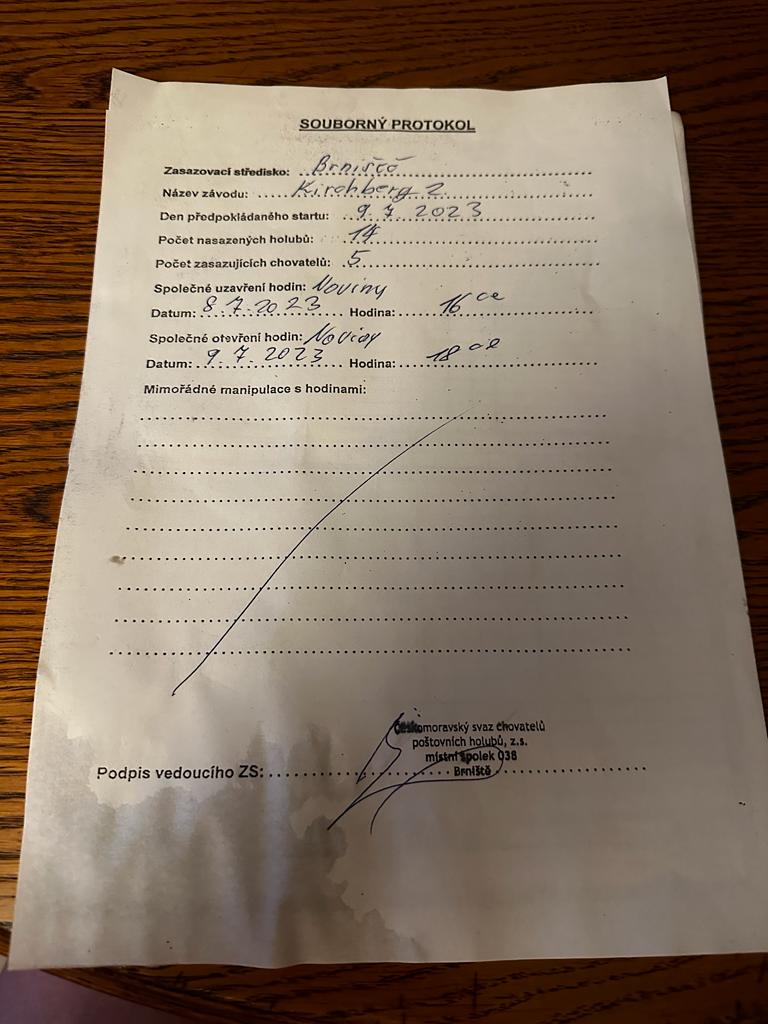 SOUBORNÝ PROTOKOL
Zasazovací středisko: Brniště
Název závodu: Kirchberg 2
Den předpokládaného startu: 9. 7. 2023
Počet nasazených holubů: 14
Počet zasazujících chovatelů: 5
Společné uzavření hodin: Noviny
Datum: 8.7.2023 Hodina: 16 oo
Společné otevření hodin: Noviny
Datum: 9.7.2023 Hodina: 18 oo
Mimořádné manipulace s hodinami:
Českomoravský svaz chovatelů
poštovních holubů, z.s.
místní spolek 038
Brniště
Podpis vedoucího ZS: